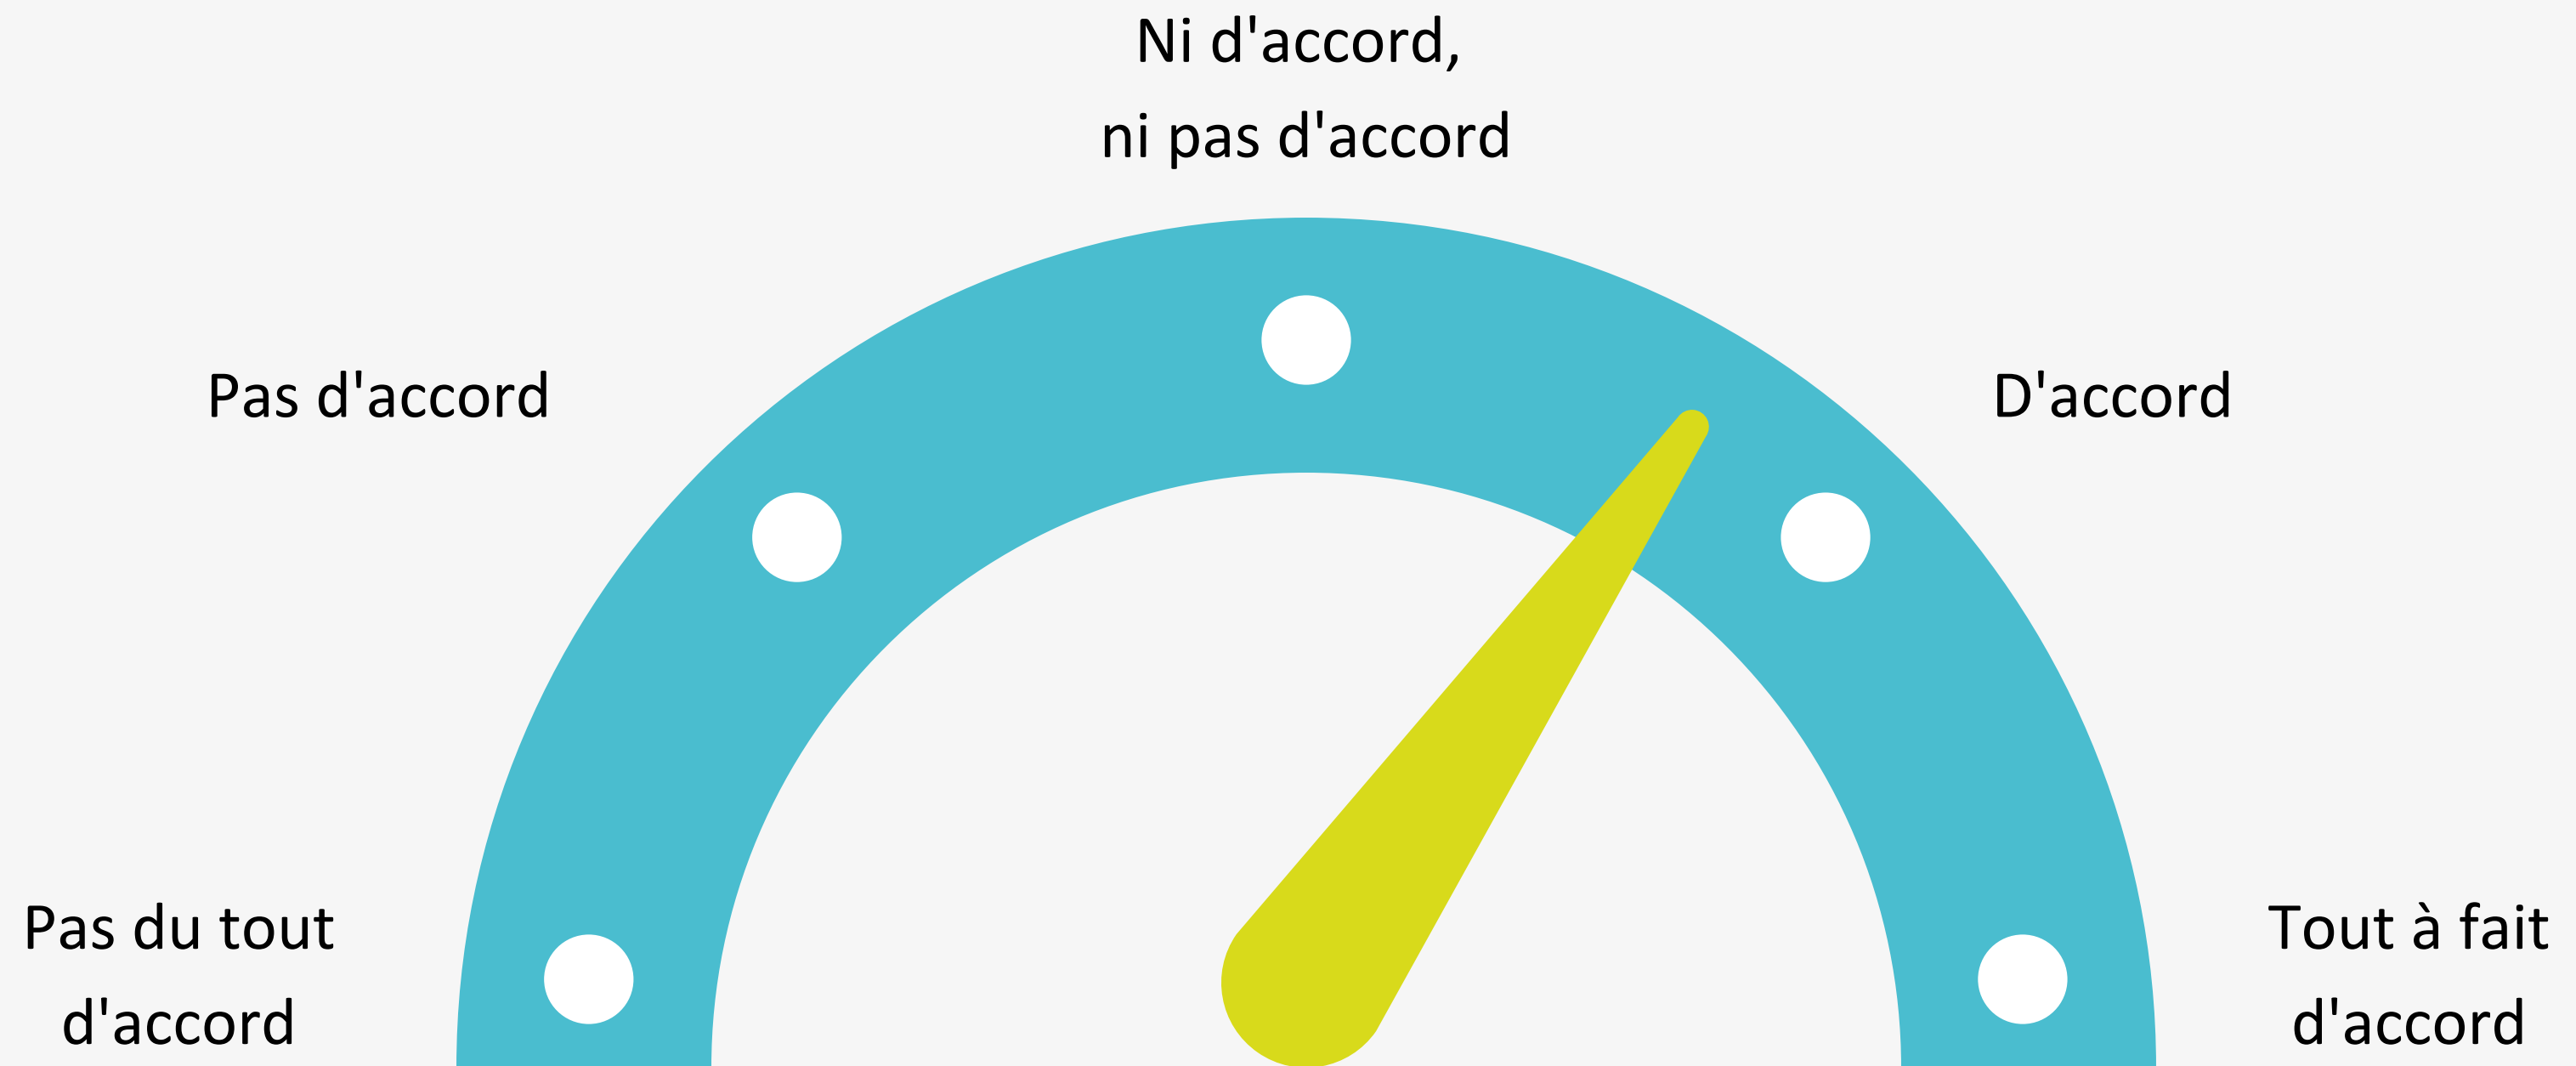 Ni d'accord,
ni pas d'accord
Pas d'accord
D'accord
Pas du tout
d'accord
Tout à fait
d'accord